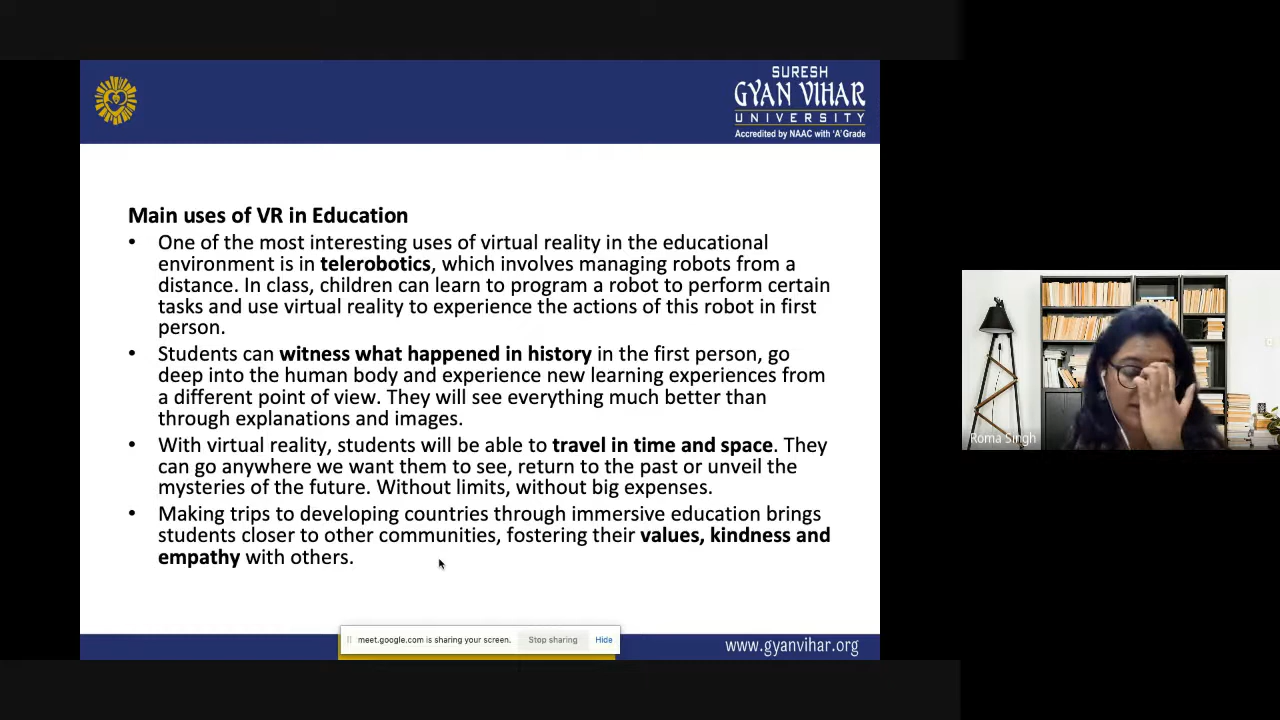 SURESH
GYAN VIHAR
UNIVERSITY
Accredited by NAAC with 'A' Grade
Main uses of VR in Education
• One of the most interesting uses of virtual reality in the educational
environment is in telerobotics, which involves managing robots from a
distance. In class, children can learn to program a robot to perform certain
tasks and use virtual reality to experience the actions of this robot in first
person.
• Students can witness what happened in history in the first person, go
deep into the human body and experience new learning experiences from
a different point of view. They will see everything much better than
through explanations and images.
• With virtual reality, students will be able to travel in time and space. They
can go anywhere we want them to see, return to the past or unveil the
mysteries of the future. Without limits, without big expenses.
• Making trips to developing countries through immersive education brings
students closer to other communities, fostering their values, kindness and
empathy with others.
Roma Singh
meet.google.com is sharing your screen. Stop sharing Hide
www.gyanvihar.org